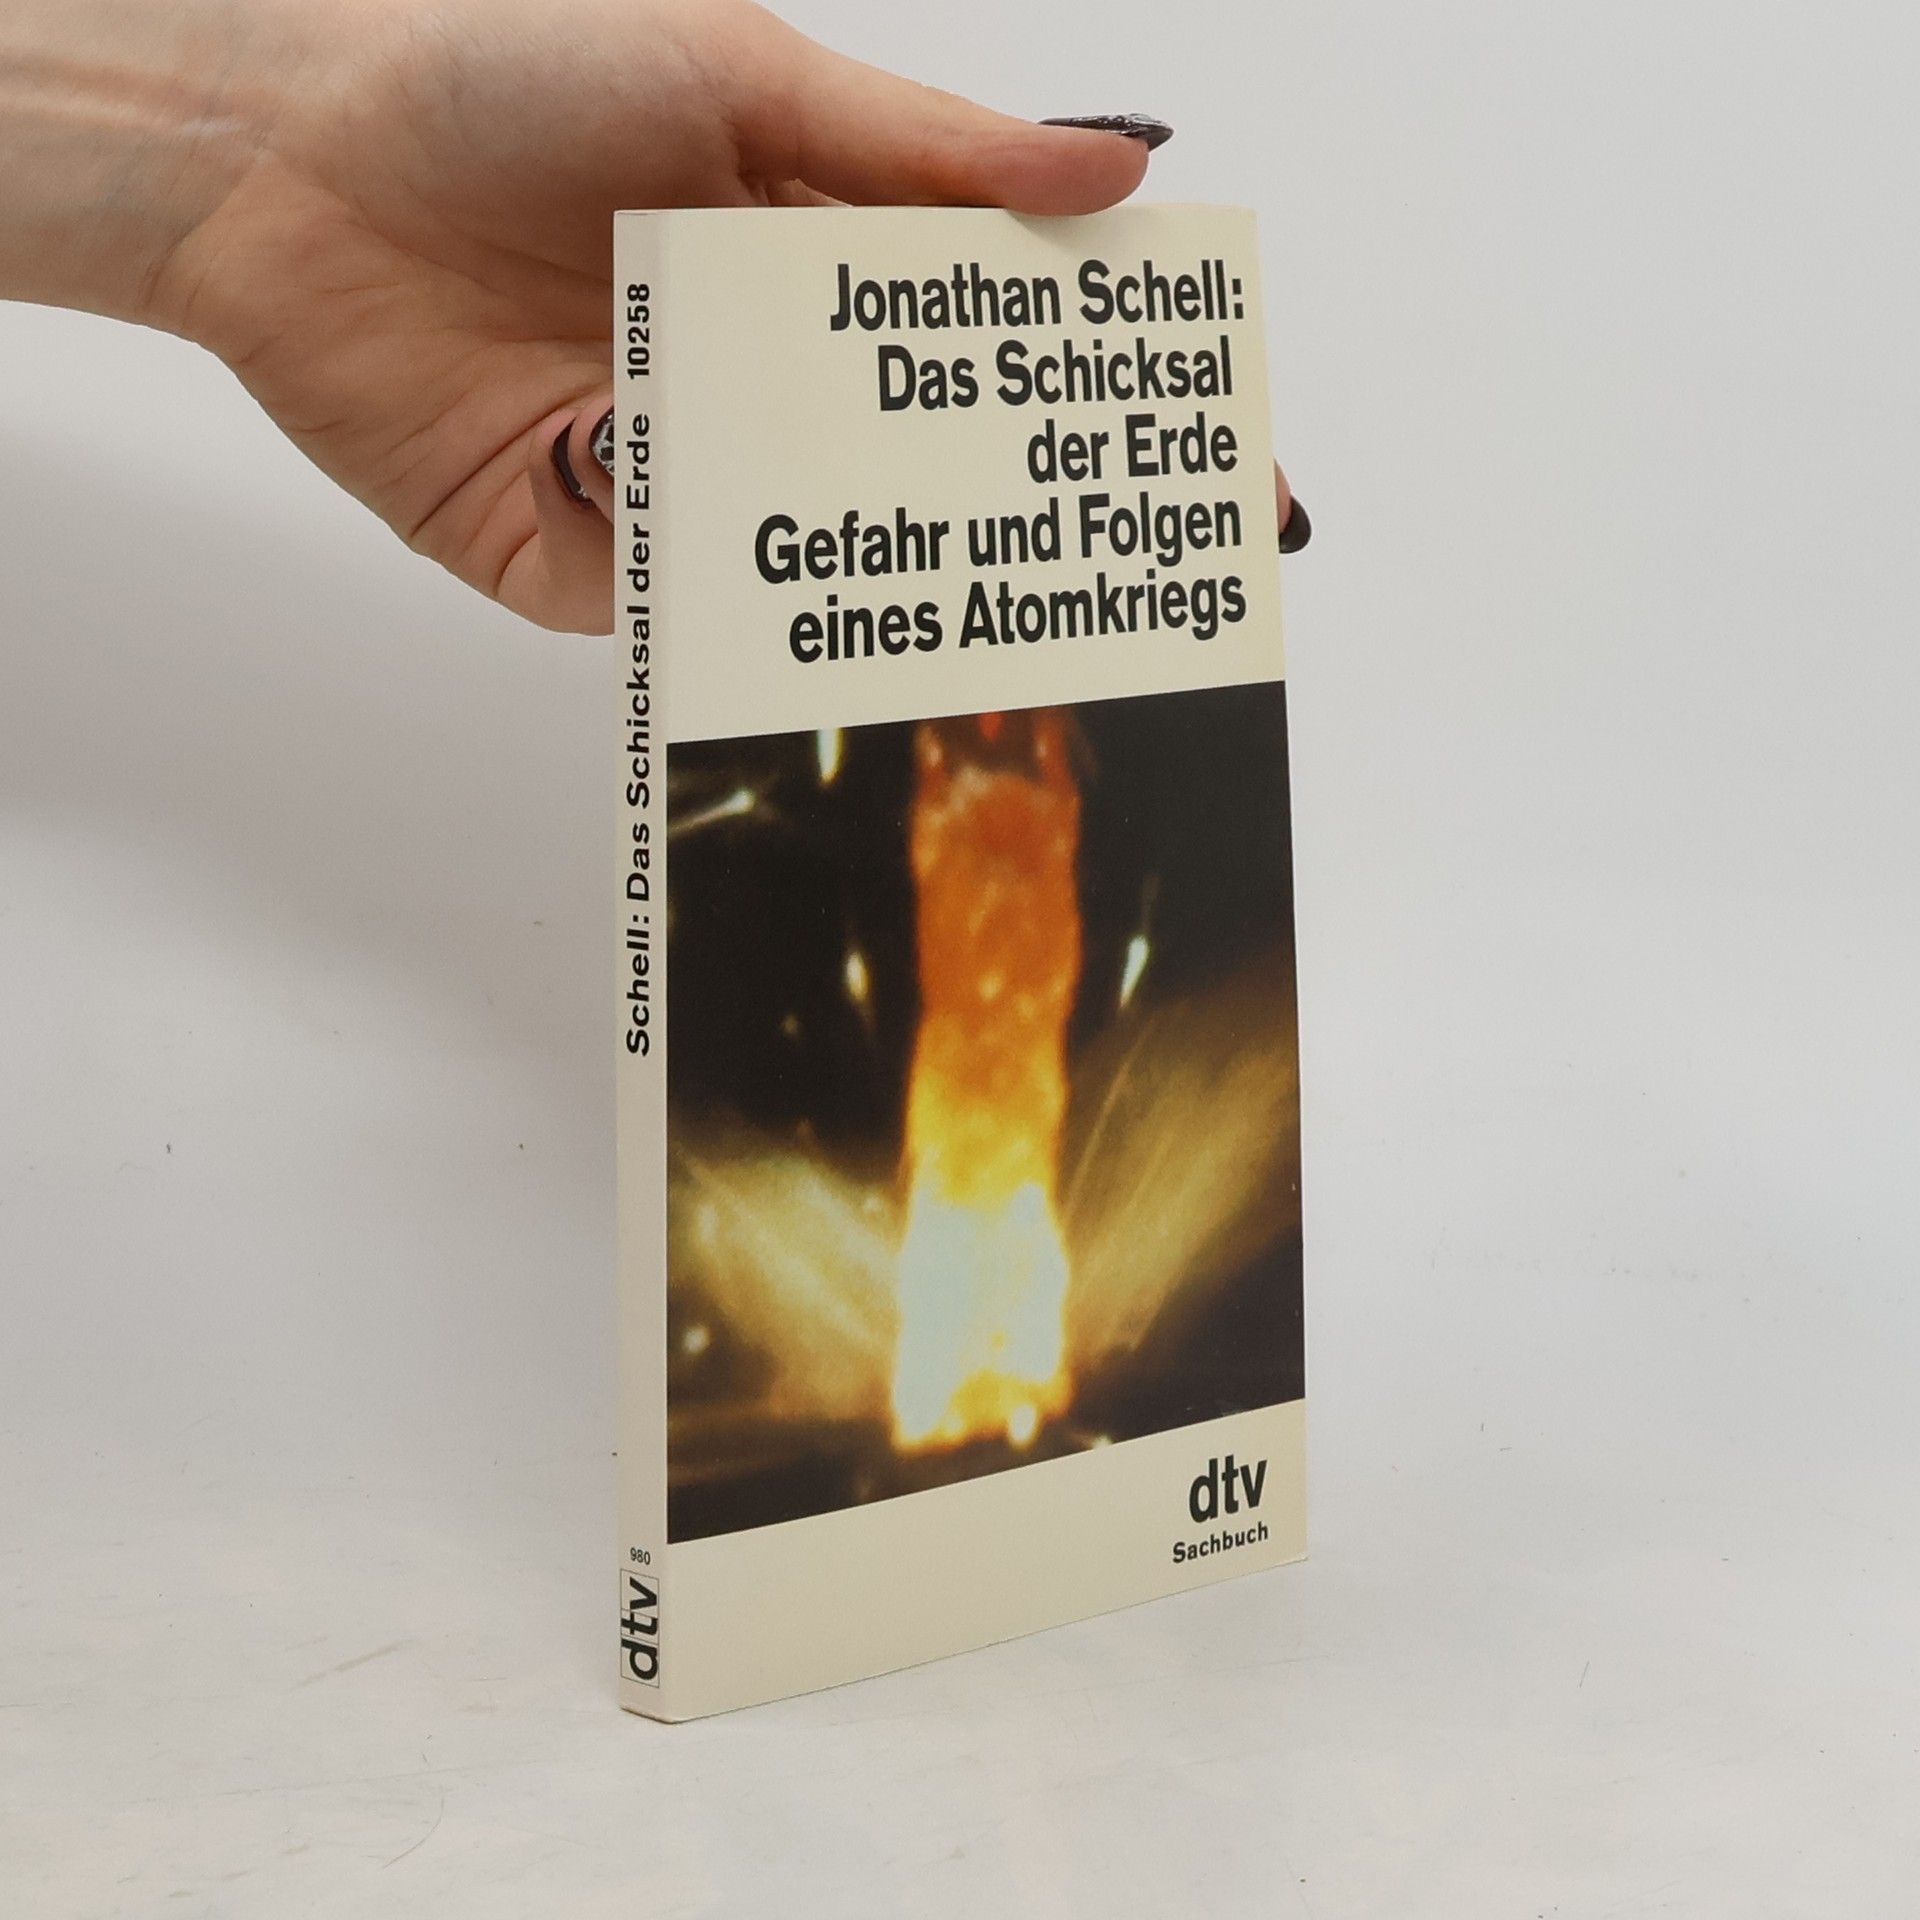 Jonathan Schell:
Das Schicksal
der Erde
Gefahr und Folgen
eines Atomkriegs
dtv
Sachbuch
Schell: Das Schicksal der Erde 10258
980
dtv